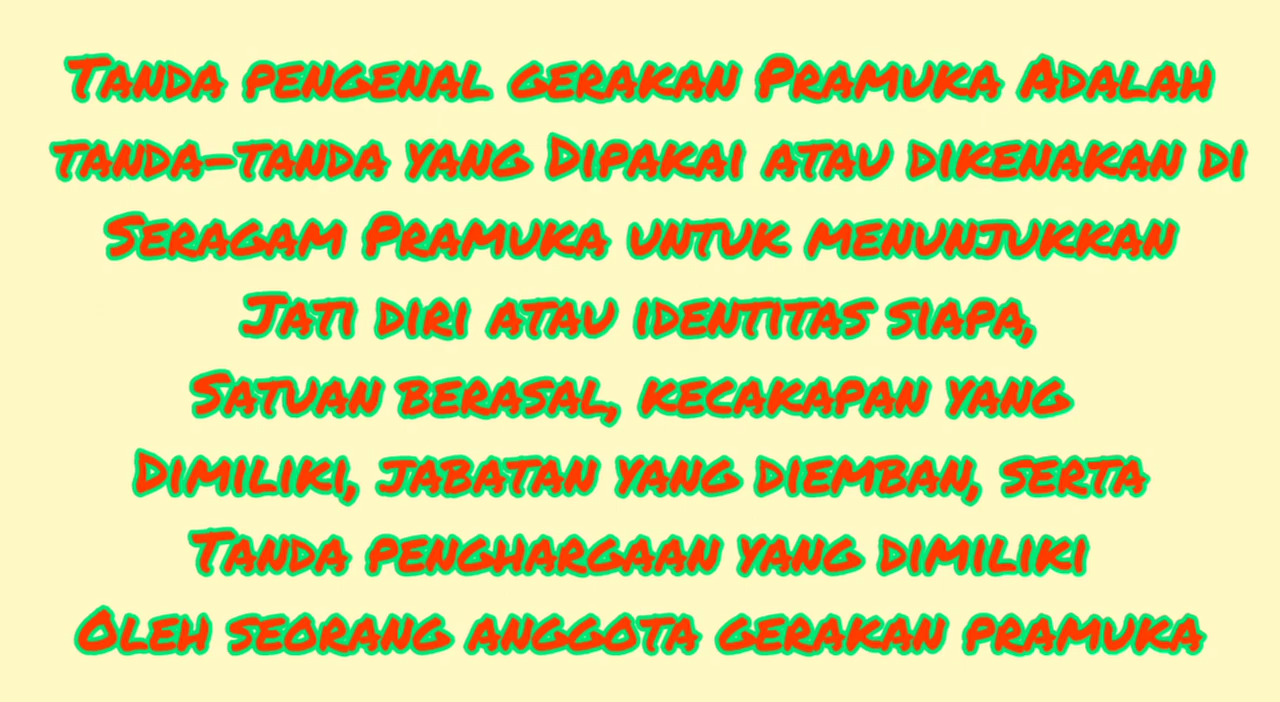 Tanda pengenal gerakan Pramuka Adalah
tanda-tanda yang Dipakai atau dikenakan di
Seragam Pramuka untuk menunjukkan
Jati diri atau identitas siapa,
Satuan berasal, kecakapan yang
Dimiliki, jabatan yang diemban, serta
Tanda penghargaan yang dimiliki
Oleh seorang anggota gerakan pramuka